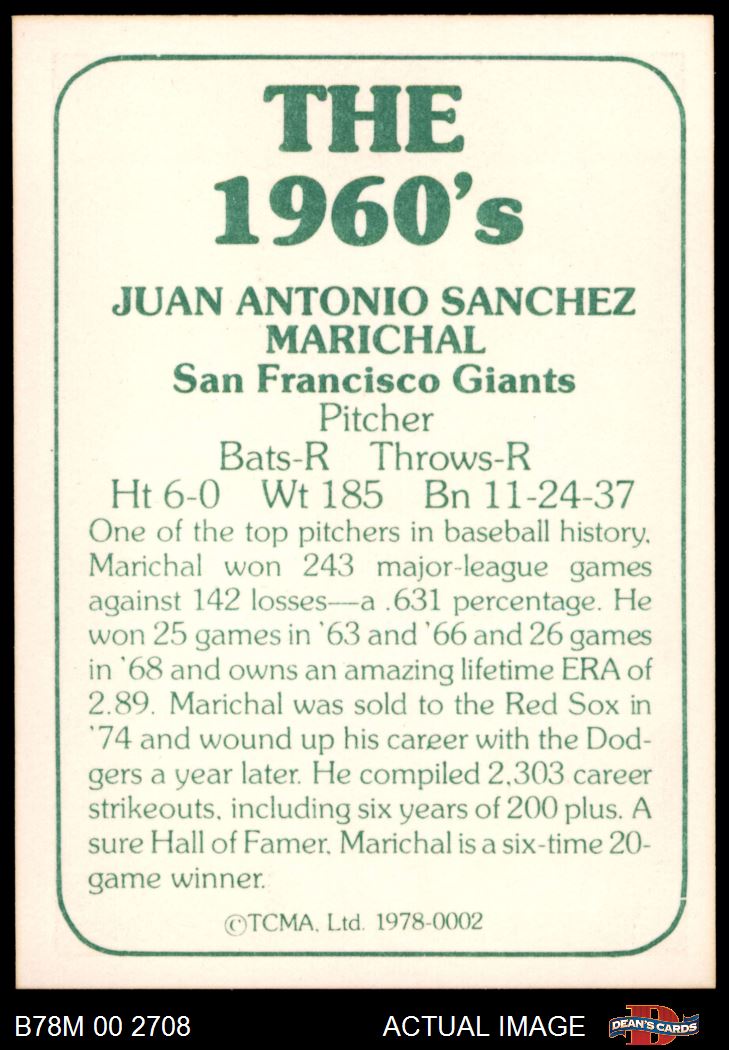 THE
1960's
JUAN ANTONIO SANCHEZ
MARICHAL
San Francisco Giants
Pitcher
Bats-R Throws-R
Ht 6-0 Wt 185 Bn 11-24-37
One of the top pitchers in baseball history,
Marichal won 243 major-league games
against 142 losses—a .631 percentage. He
won 25 games in '63 and '66 and 26 games
in '68 and owns an amazing lifetime ERA of
2.89. Marichal was sold to the Red Sox in
'74 and wound up his career with the Dod-
gers a year later. He compiled 2,303 career
strikeouts, including six years of 200 plus. A
sure Hall of Famer, Marichal is a six-time 20-
game winner.
©TCMA, Ltd. 1978-0002
B78M 00 2708
ACTUAL IMAGE
D
DEAN'S CARDS